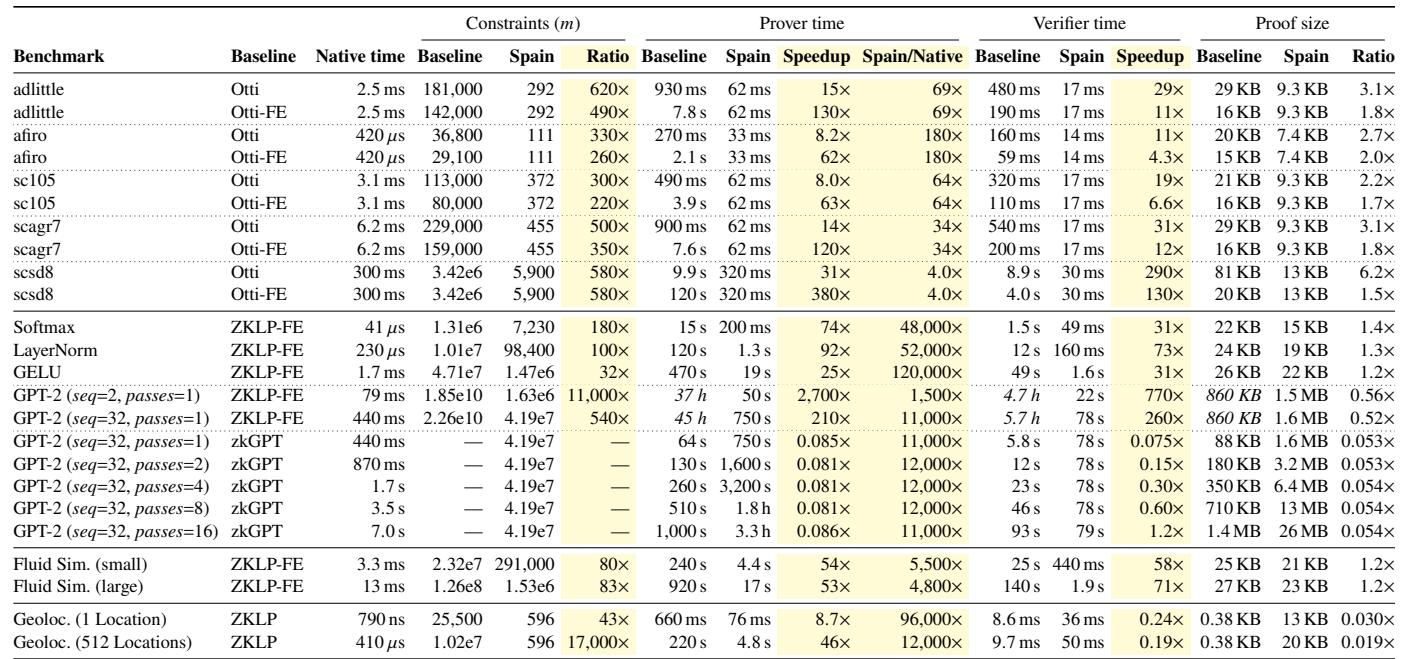 Constraints (m) Prover time Verifier time Proof size
Benchmark Baseline Native time Baseline Spain Ratio Baseline Spain Speedup Spain/Native Baseline Spain Speedup Baseline Spain Ratio
adlittle Otti 2.5 ms 181,000 292 620× 930 ms 62 ms 15× 69× 480 ms 17 ms 29× 29 KB 9.3 KB 3.1×
adlittle Otti-FE 2.5 ms 142,000 292 490× 7.8 s 62 ms 130× 69× 190 ms 17 ms 11× 16 KB 9.3 KB 1.8×
afiro Otti 420 μs 36,800 111 330× 270 ms 33 ms 8.2× 180× 160 ms 14 ms 11× 20 KB 7.4 KB 2.7×
afiro Otti-FE 420 μs 29,100 111 260× 2.1 s 33 ms 62× 180× 59 ms 14 ms 4.3× 15 KB 7.4 KB 2.0×
sc105 Otti 3.1 ms 113,000 372 300× 490 ms 62 ms 8.0× 64× 320 ms 17 ms 19× 21 KB 9.3 KB 2.2×
sc105 Otti-FE 3.1 ms 80,000 372 220× 3.9 s 62 ms 63× 64× 110 ms 17 ms 6.6× 16 KB 9.3 KB 1.7×
scagr7 Otti 6.2 ms 229,000 455 500× 900 ms 62 ms 14× 34× 540 ms 17 ms 31× 29 KB 9.3 KB 3.1×
scagr7 Otti-FE 6.2 ms 159,000 455 350× 7.6 s 62 ms 120× 34× 200 ms 17 ms 12× 16 KB 9.3 KB 1.8×
scsd8 Otti 300 ms 3.42e6 5,900 580× 9.9 s 320 ms 31× 4.0× 8.9 s 30 ms 290× 81 KB 13 KB 6.2×
scsd8 Otti-FE 300 ms 3.42e6 5,900 580× 120 s 320 ms 380× 4.0× 4.0 s 30 ms 130× 20 KB 13 KB 1.5×
Softmax ZKLP-FE 41 μs 1.31e6 7,230 180× 15 s 200 ms 74× 48,000× 1.5 s 49 ms 31× 22 KB 15 KB 1.4×
LayerNorm ZKLP-FE 230 μs 1.01e7 98,400 100× 120 s 1.3 s 92× 52,000× 12 s 160 ms 73× 24 KB 19 KB 1.3×
GELU ZKLP-FE 1.7 ms 4.71e7 1.47e6 32× 470 s 19 s 25× 120,000× 49 s 1.6 s 31× 26 KB 22 KB 1.2×
GPT-2 (seq=2, passes=1) ZKLP-FE 79 ms 1.85e10 1.63e6 11,000× 37 h 50 s 2,700× 1,500× 4.7 h 22 s 770× 860 KB 1.5 MB 0.56×
GPT-2 (seq=32, passes=1) ZKLP-FE 440 ms 2.26e10 4.19e7 540× 45 h 750 s 210× 11,000× 5.7 h 78 s 260× 860 KB 1.6 MB 0.52×
GPT-2 (seq=32, passes=1) zkGPT 440 ms — 4.19e7 — 64 s 750 s 0.085× 11,000× 5.8 s 78 s 0.075× 88 KB 1.6 MB 0.053×
GPT-2 (seq=32, passes=2) zkGPT 870 ms — 4.19e7 — 130 s 1,600 s 0.081× 12,000× 12 s 78 s 0.15× 180 KB 3.2 MB 0.053×
GPT-2 (seq=32, passes=4) zkGPT 1.7 s — 4.19e7 — 260 s 3,200 s 0.081× 12,000× 23 s 78 s 0.30× 350 KB 6.4 MB 0.054×
GPT-2 (seq=32, passes=8) zkGPT 3.5 s — 4.19e7 — 510 s 1.8 h 0.081× 12,000× 46 s 78 s 0.60× 710 KB 13 MB 0.054×
GPT-2 (seq=32, passes=16) zkGPT 7.0 s — 4.19e7 — 1,000 s 3.3 h 0.086× 11,000× 93 s 79 s 1.2× 1.4 MB 26 MB 0.054×
Fluid Sim. (small) ZKLP-FE 3.3 ms 2.32e7 291,000 80× 240 s 4.4 s 54× 5,500× 25 s 440 ms 58× 25 KB 21 KB 1.2×
Fluid Sim. (large) ZKLP-FE 13 ms 1.26e8 1.53e6 83× 920 s 17 s 53× 4,800× 140 s 1.9 s 71× 27 KB 23 KB 1.2×
Geoloc. (1 Location) ZKLP 790 ns 25,500 596 43× 660 ms 76 ms 8.7× 96,000× 8.6 ms 36 ms 0.24× 0.38 KB 13 KB 0.030×
Geoloc. (512 Locations) ZKLP 410 μs 1.02e7 596 17,000× 220 s 4.8 s 46× 12,000× 9.7 ms 50 ms 0.19× 0.38 KB 20 KB 0.019×